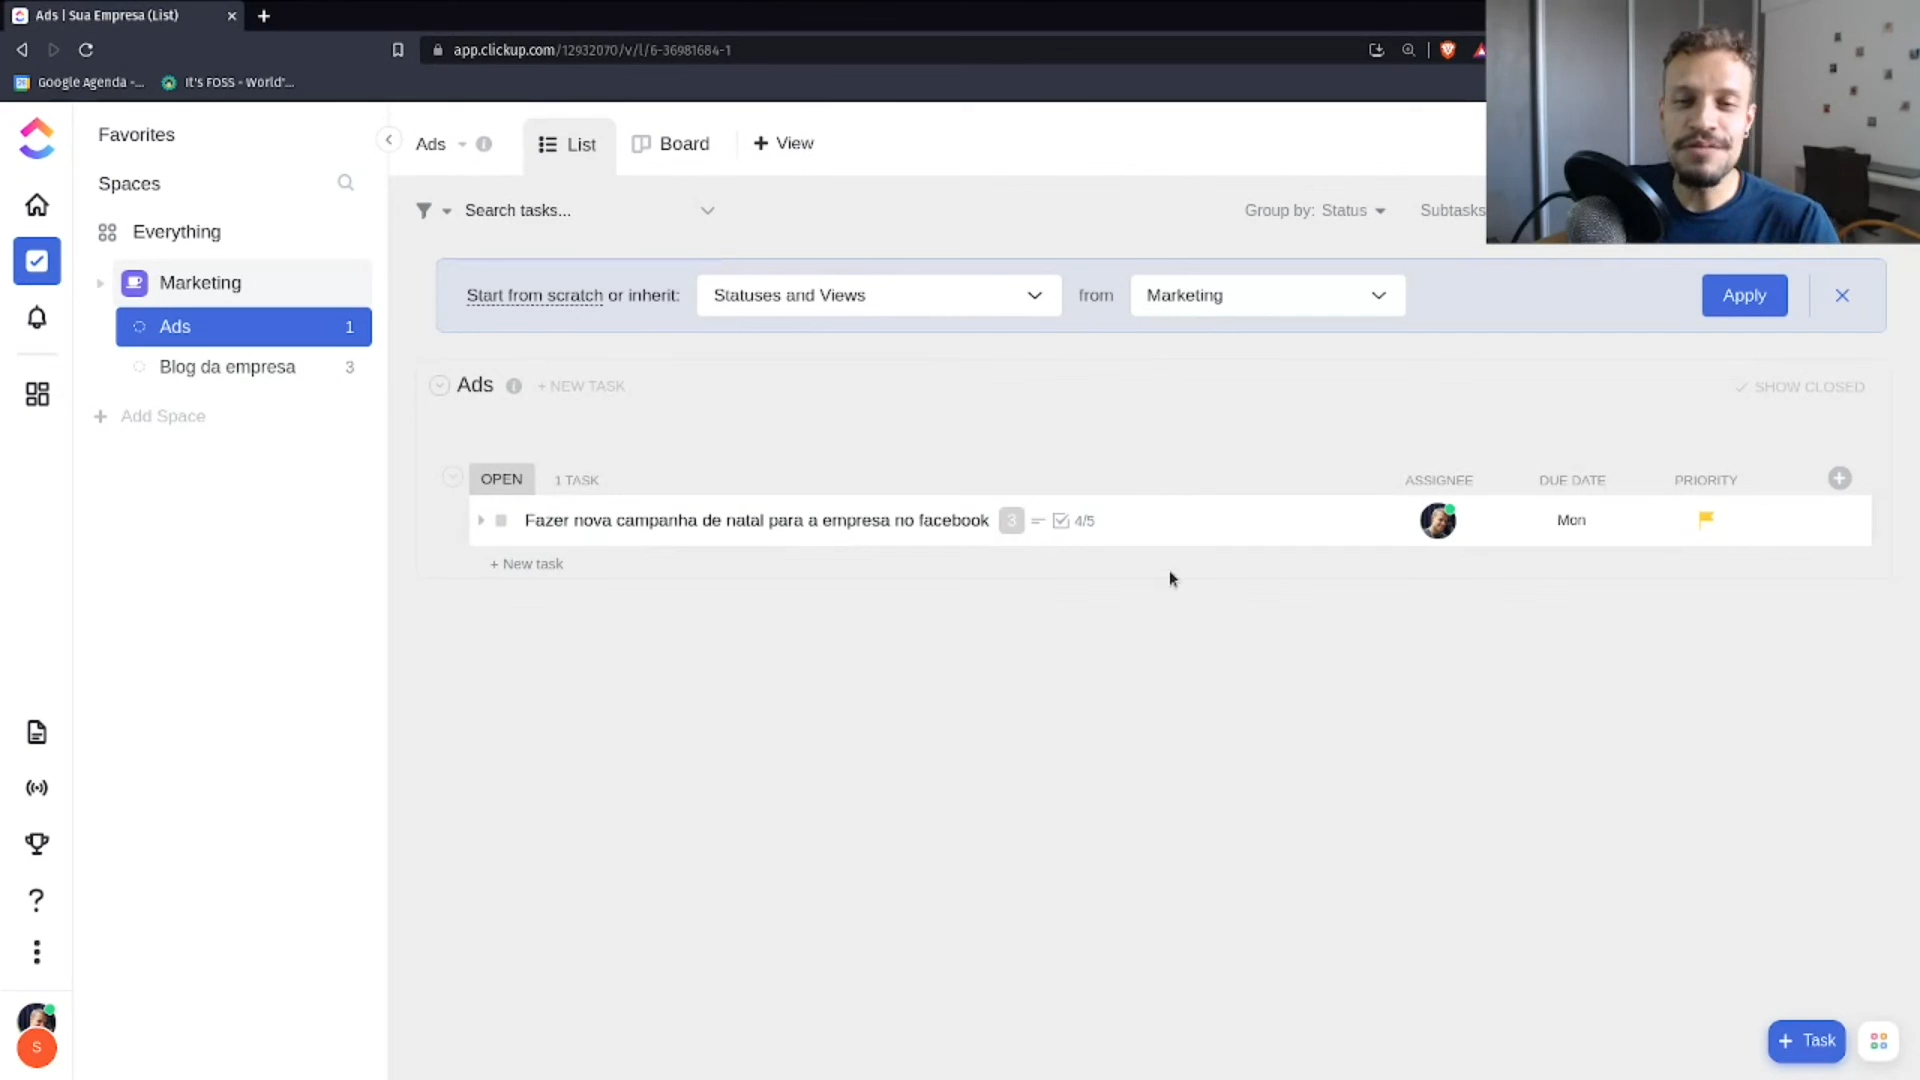 Ads | Sua Empresa (List)
app.clickup.com/12932070/v/l/6-36981684-1
Google Agenda -...
It's FOSS - World'...
Favorites
Spaces
Everything
Marketing
Ads 1
Blog da empresa 3
+ Add Space
Ads
List
Board
+ View
Search tasks...
Group by: Status
Subtasks
Start from scratch or inherit:
Statuses and Views
from
Marketing
Apply
Ads
+ NEW TASK
SHOW CLOSED
OPEN
1 TASK
ASSIGNEE
DUE DATE
PRIORITY
Fazer nova campanha de natal para a empresa no facebook 3 4/5
Mon
+ New task
?
S
+ Task